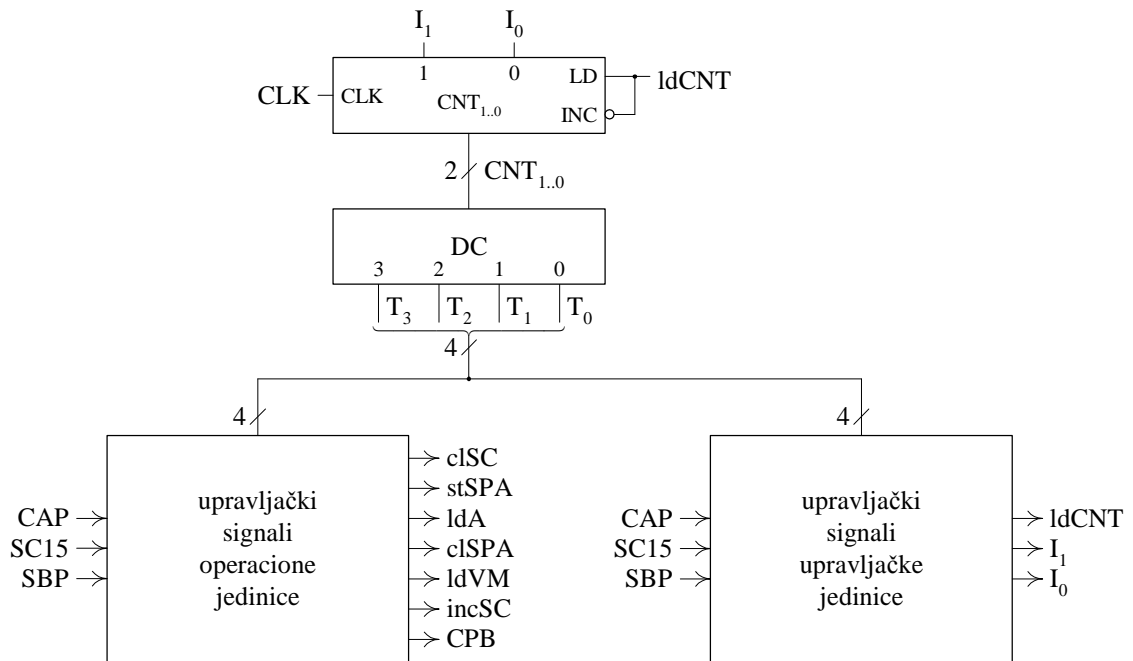 I1 I0
1 0
LD
ldCNT
CLK CLK
CNT1..0
INC
2 CNT1..0
DC
3 2 1 0
T3 T2 T1 T0
4
4
4
CAP
SC15
SBP
upravljački
signali
operacione
jedinice
clSC
stSPA
ldA
clSPA
ldVM
incSC
CPB
CAP
SC15
SBP
upravljački
signali
upravljačke
jedinice
ldCNT
I1
I0